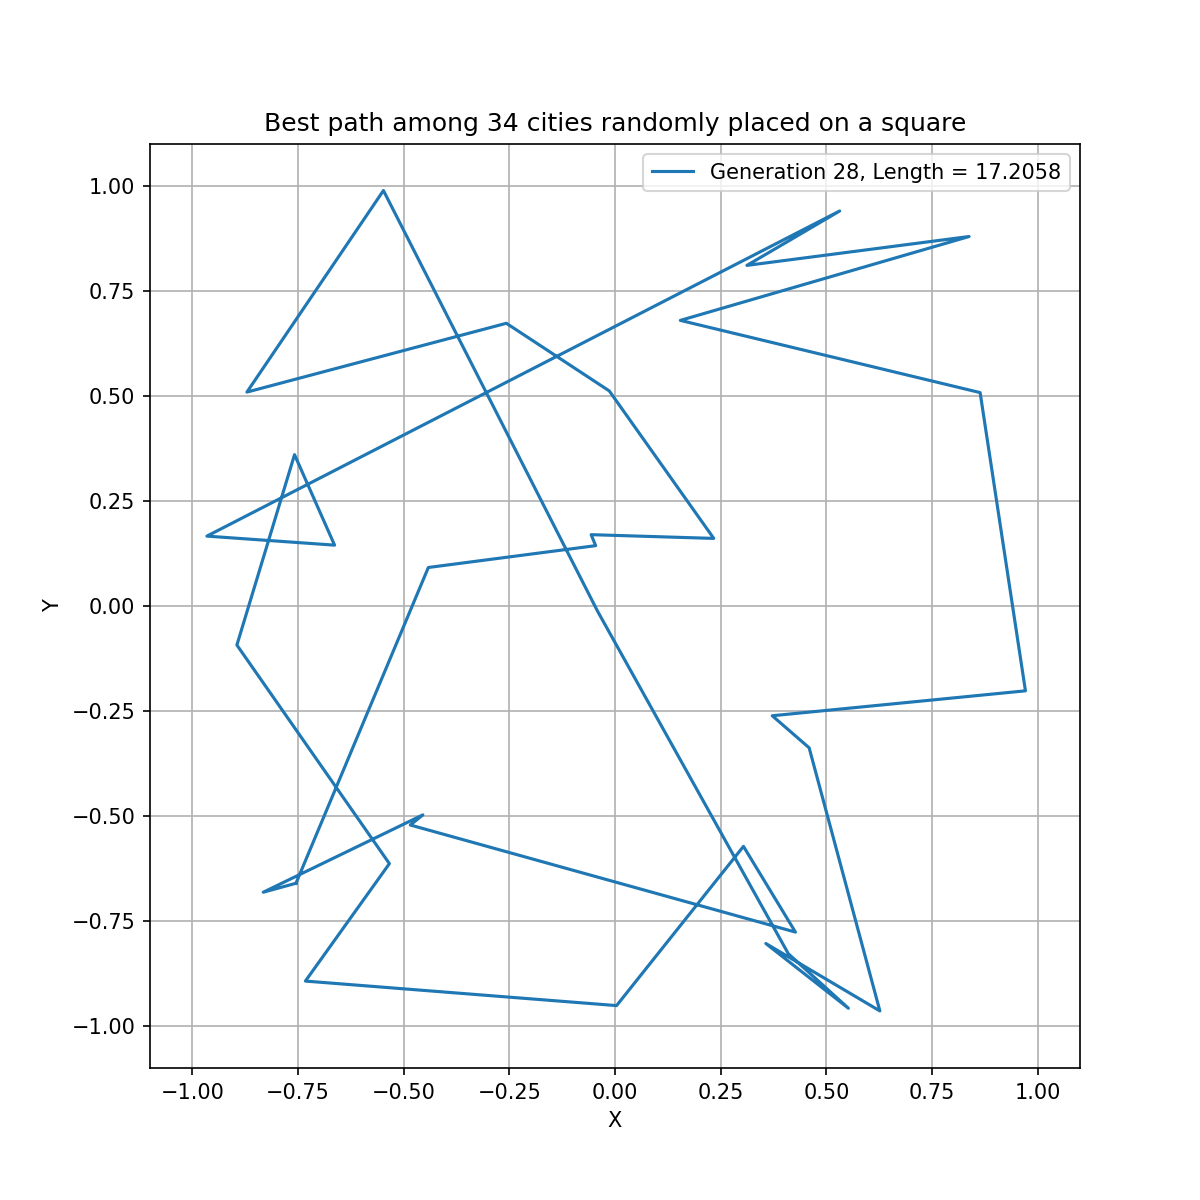 Best path among 34 cities randomly placed on a square
Generation 28, Length = 17.2058
1.00
0.75
0.50
0.25
0.00
−0.25
−0.50
−0.75
−1.00
Y
−1.00 −0.75 −0.50 −0.25 0.00 0.25 0.50 0.75 1.00
X